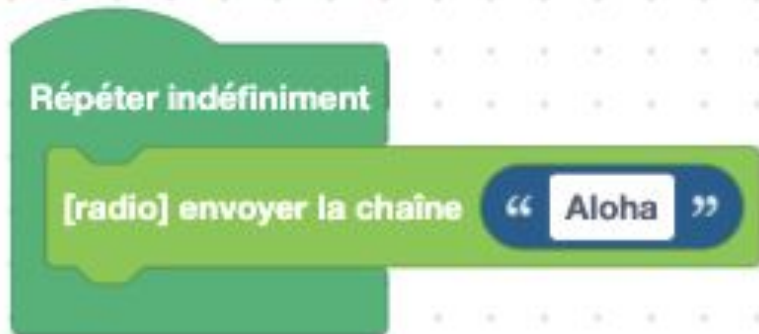 Répéter indéfiniment
[radio] envoyer la chaîne “ Aloha ”